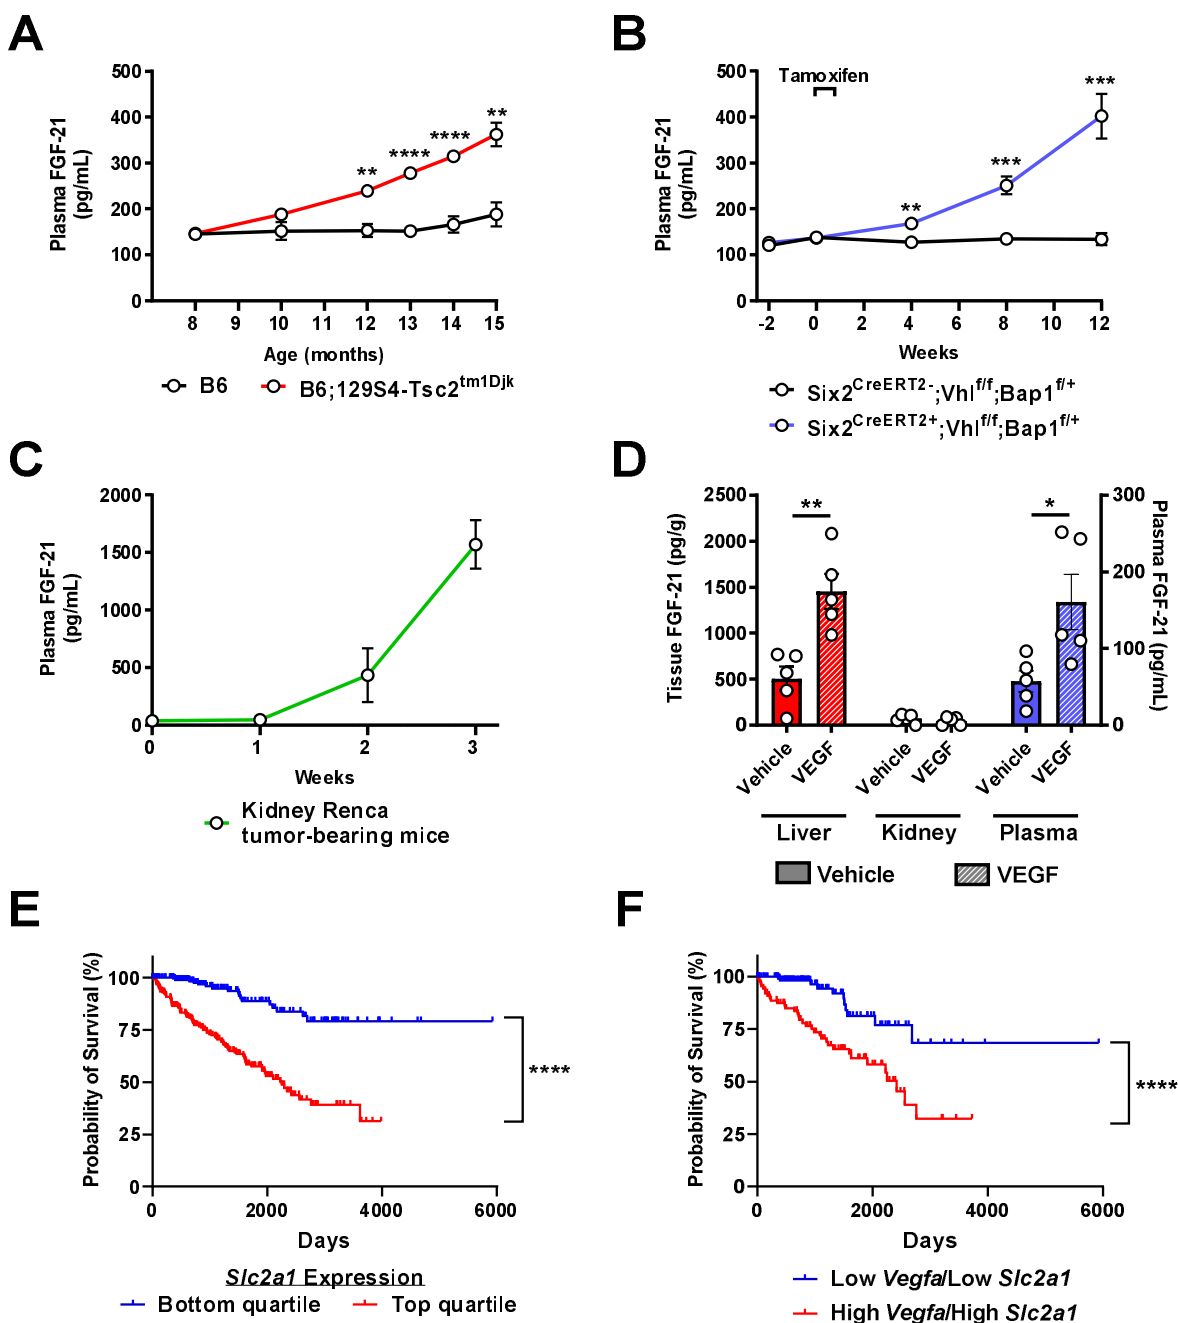 A
500
400
300
200
100
0
Plasma FGF-21
(pg/mL)
**
****
****
**
8 9 10 11 12 13 14 15
Age (months)
B6 B6;129S4-Tsc2tm1Djk
B
500
400
300
200
100
0
Plasma FGF-21
(pg/mL)
Tamoxifen
**
***
***
-2 0 2 4 6 8 10 12
Weeks
Six2CreERT2-;Vhlf/f;Bap1f/+
Six2CreERT2+;Vhlf/f;Bap1f/+
C
2000
1500
1000
500
0
Plasma FGF-21
(pg/mL)
0 1 2 3
Weeks
Kidney Renca
tumor-bearing mice
D
2500
2000
1500
1000
500
0
Tissue FGF-21 (pg/g)
**
*
300
200
100
0
Plasma FGF-21 (pg/mL)
Vehicle VEGF Vehicle VEGF Vehicle VEGF
Liver Kidney Plasma
Vehicle VEGF
E
100
75
50
25
0
Probability of Survival (%)
****
0 2000 4000 6000
Days
Slc2a1 Expression
Bottom quartile Top quartile
F
100
75
50
25
0
Probability of Survival (%)
****
0 2000 4000 6000
Days
Low Vegfa/Low Slc2a1
High Vegfa/High Slc2a1